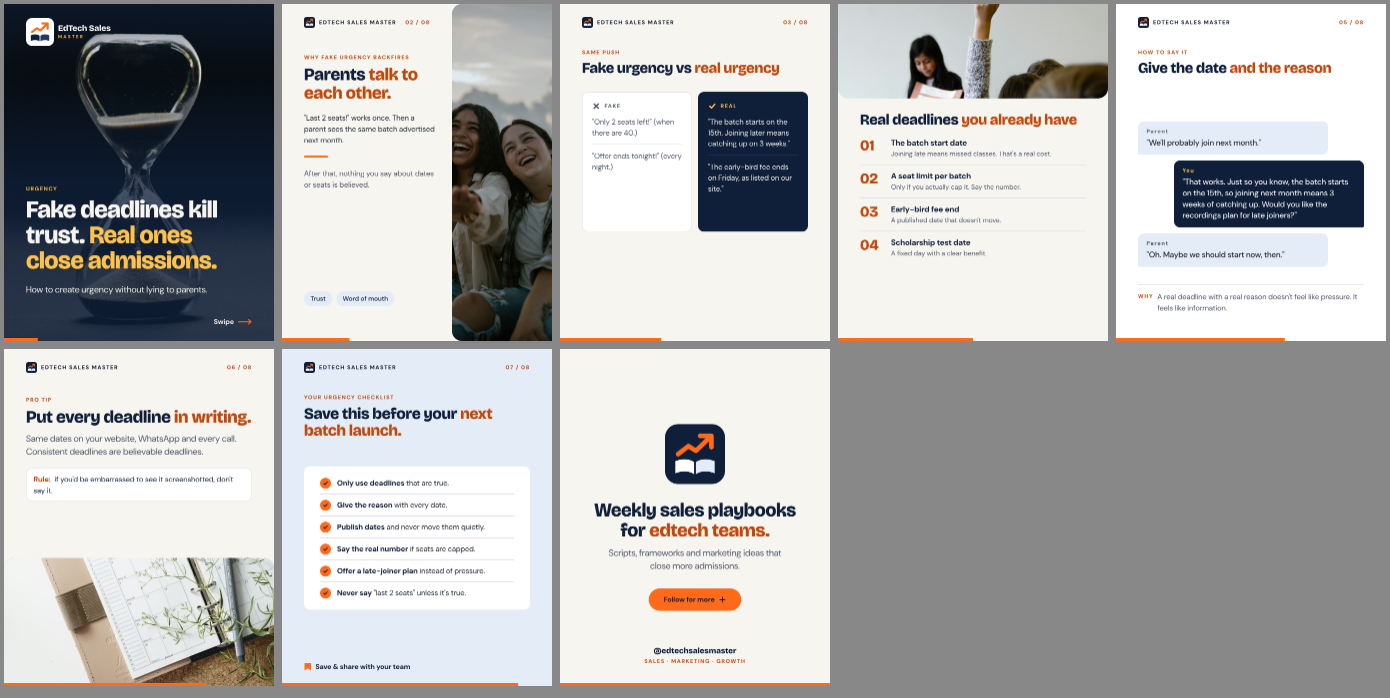 EdTech Sales
MASTER
URGENCY
Fake deadlines kill
trust. Real ones
close admissions.
How to create urgency without lying to parents.
Swipe
EDTECH SALES MASTER 02 / 08
WHY FAKE URGENCY BACKFIRES
Parents talk to
each other.
"Last 2 seats!" works once. Then a
parent sees the same batch advertised
next month.
After that, nothing you say about dates
or seats is believed.
Trust Word of mouth
EDTECH SALES MASTER 03 / 08
SAME PUSH
Fake urgency vs real urgency
FAKE
"Only 2 seats left!" (when
there are 40.)
"Offer ends tonight!" (every
night.)
REAL
"The batch starts on the
15th. Joining later means
catching up on 3 weeks."
"The early-bird fee ends
on Friday, as listed on our
site."
Real deadlines you already have
01 The batch start date
Joining late means missed classes. That's a real cost.
02 A seat limit per batch
Only if you actually cap it. Say the number.
03 Early-bird fee end
A published date that doesn't move.
04 Scholarship test date
A fixed day with a clear benefit.
EDTECH SALES MASTER 05 / 08
HOW TO SAY IT
Give the date and the reason
Parent
"We'll probably join next month."
You
"That works. Just so you know, the batch starts
on the 15th, so joining next month means 3
weeks of catching up. Would you like the
recordings plan for late joiners?"
Parent
"Oh. Maybe we should start now, then."
WHY A real deadline with a real reason doesn't feel like pressure. It
feels like information.
EDTECH SALES MASTER 06 / 08
PRO TIP
Put every deadline in writing.
Same dates on your website, WhatsApp and every call.
Consistent deadlines are believable deadlines.
Rule: if you'd be embarrassed to see it screenshotted, don't
say it.
EDTECH SALES MASTER 07 / 08
YOUR URGENCY CHECKLIST
Save this before your next
batch launch.
Only use deadlines that are true.
Give the reason with every date.
Publish dates and never move them quietly.
Say the real number if seats are capped.
Offer a late-joiner plan instead of pressure.
Never say "last 2 seats" unless it's true.
Save & share with your team
Weekly sales playbooks
for edtech teams.
Scripts, frameworks and marketing ideas that
close more admissions.
Follow for more +
@edtechsalesmaster
SALES · MARKETING · GROWTH